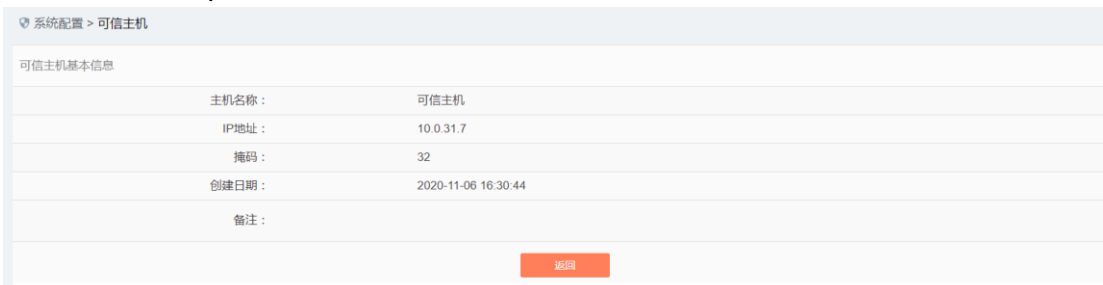 系统配置 > 可信主机
可信主机基本信息
主机名称： 可信主机
IP地址： 10.0.31.7
掩码： 32
创建日期： 2020-11-06 16:30:44
备注：
返回